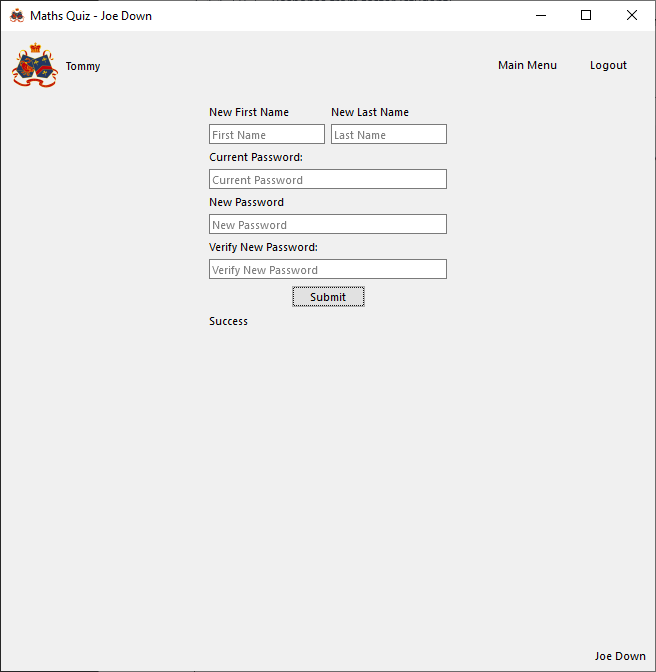 Maths Quiz - Joe Down
Tommy
Main Menu
Logout
New First Name
New Last Name
First Name
Last Name
Current Password:
Current Password
New Password
New Password
Verify New Password:
Verify New Password
Submit
Success
Joe Down